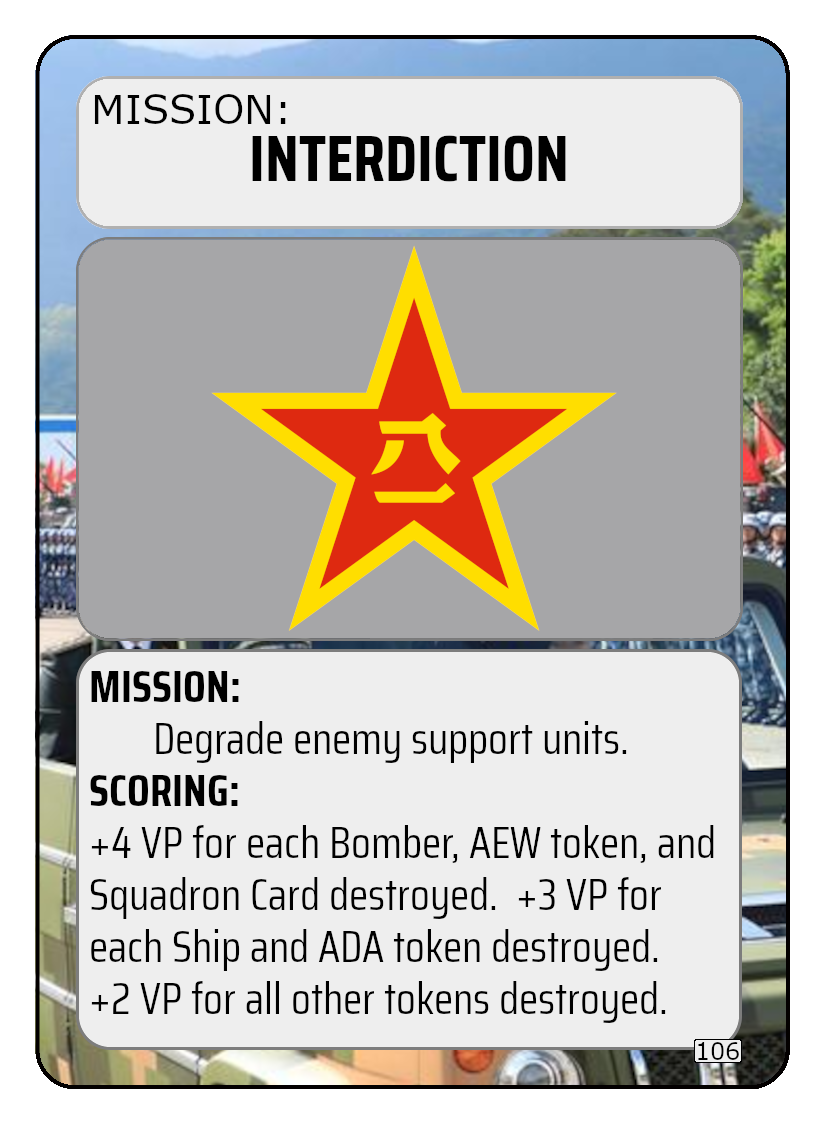 MISSION:
INTERDICTION
八一
MISSION:
Degrade enemy support units.
SCORING:
+4 VP for each Bomber, AEW token, and
Squadron Card destroyed.  +3 VP for
each Ship and ADA token destroyed.
+2 VP for all other tokens destroyed.
106